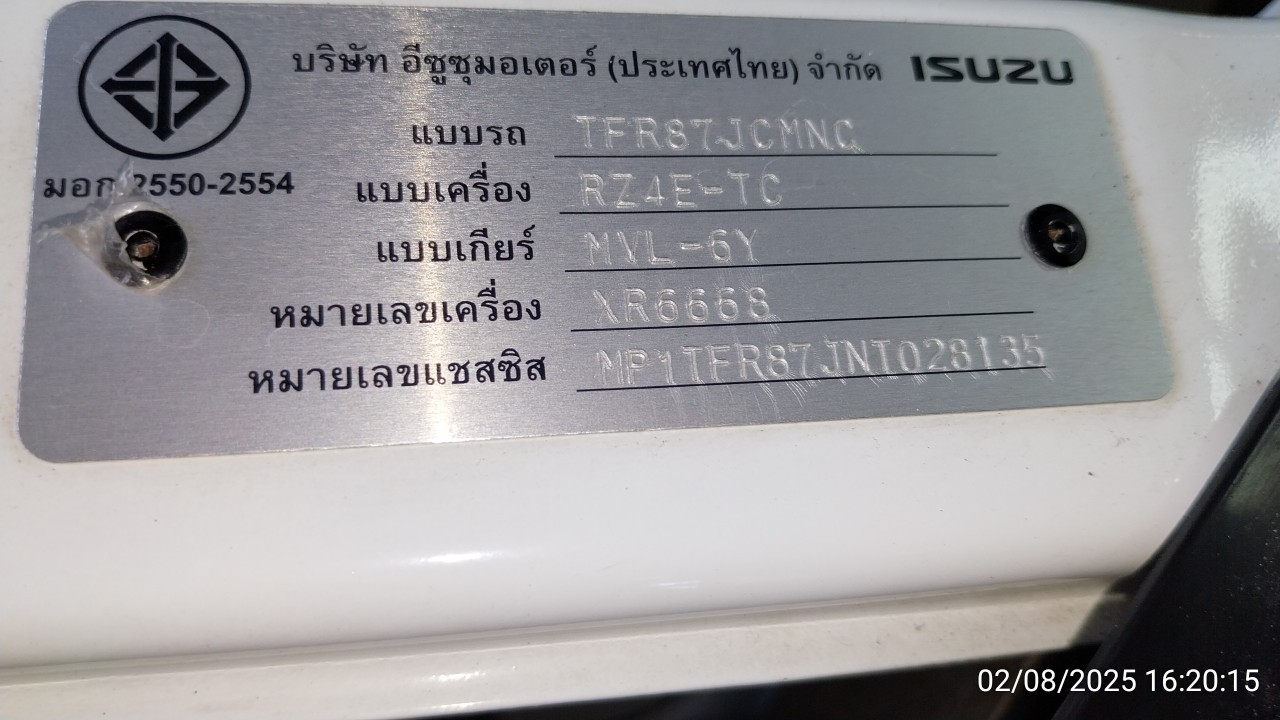 บริษัท อีซูซุมอเตอร์ (ประเทศไทย) จำกัด ISUZU
แบบรถ TFR87JCMNC
มอก 2550-2554
แบบเครื่อง RZ4E-TC
แบบเกียร์ MVL-6Y
หมายเลขเครื่อง XR6668
หมายเลขแชสซิส MP1TFR87JNT028135
02/08/2025 16:20:15